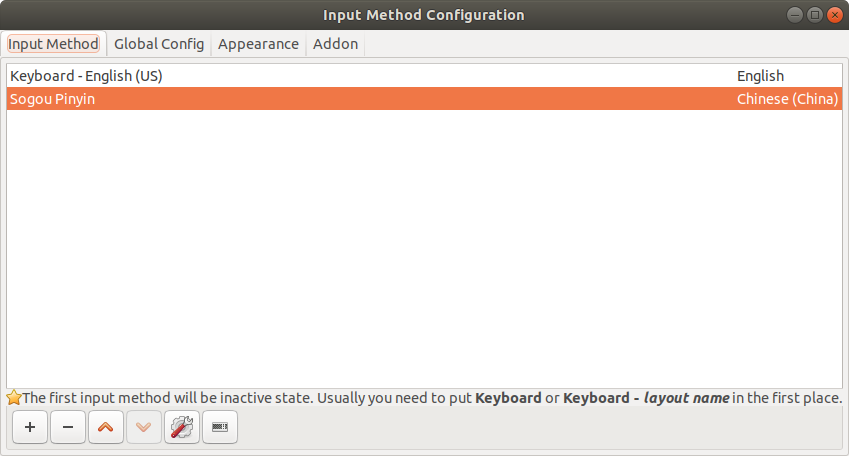 Input Method Configuration
Input Method Global Config Appearance Addon
Keyboard - English (US) English
Sogou Pinyin Chinese (China)
The first input method will be inactive state. Usually you need to put Keyboard or Keyboard - layout name in the first place.